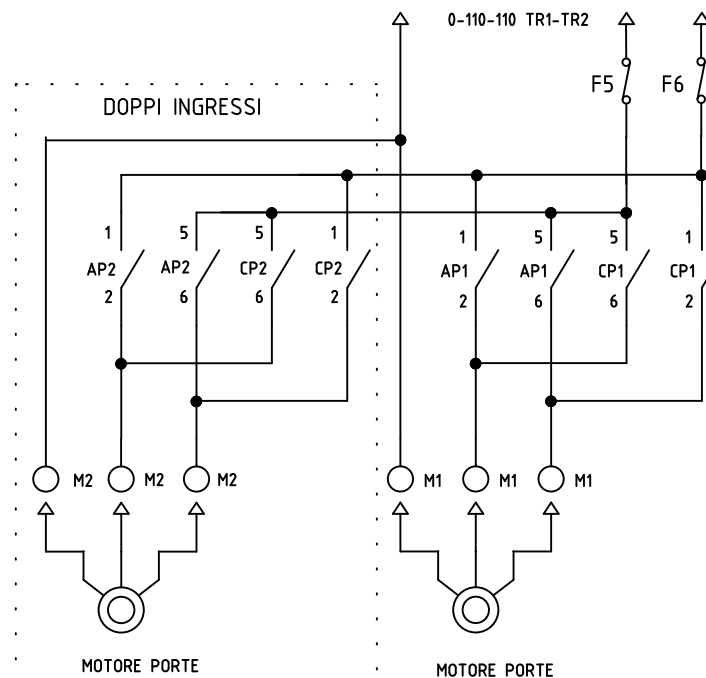 0-110-110 TR1-TR2
F5 F6
DOPPI INGRESSI
1 5 5 1 1 5 5 1
AP2 AP2 CP2 CP2 AP1 AP1 CP1 CP1
2 6 6 2 2 6 6 2
M2 M2 M2 M1 M1 M1
MOTORE PORTE MOTORE PORTE